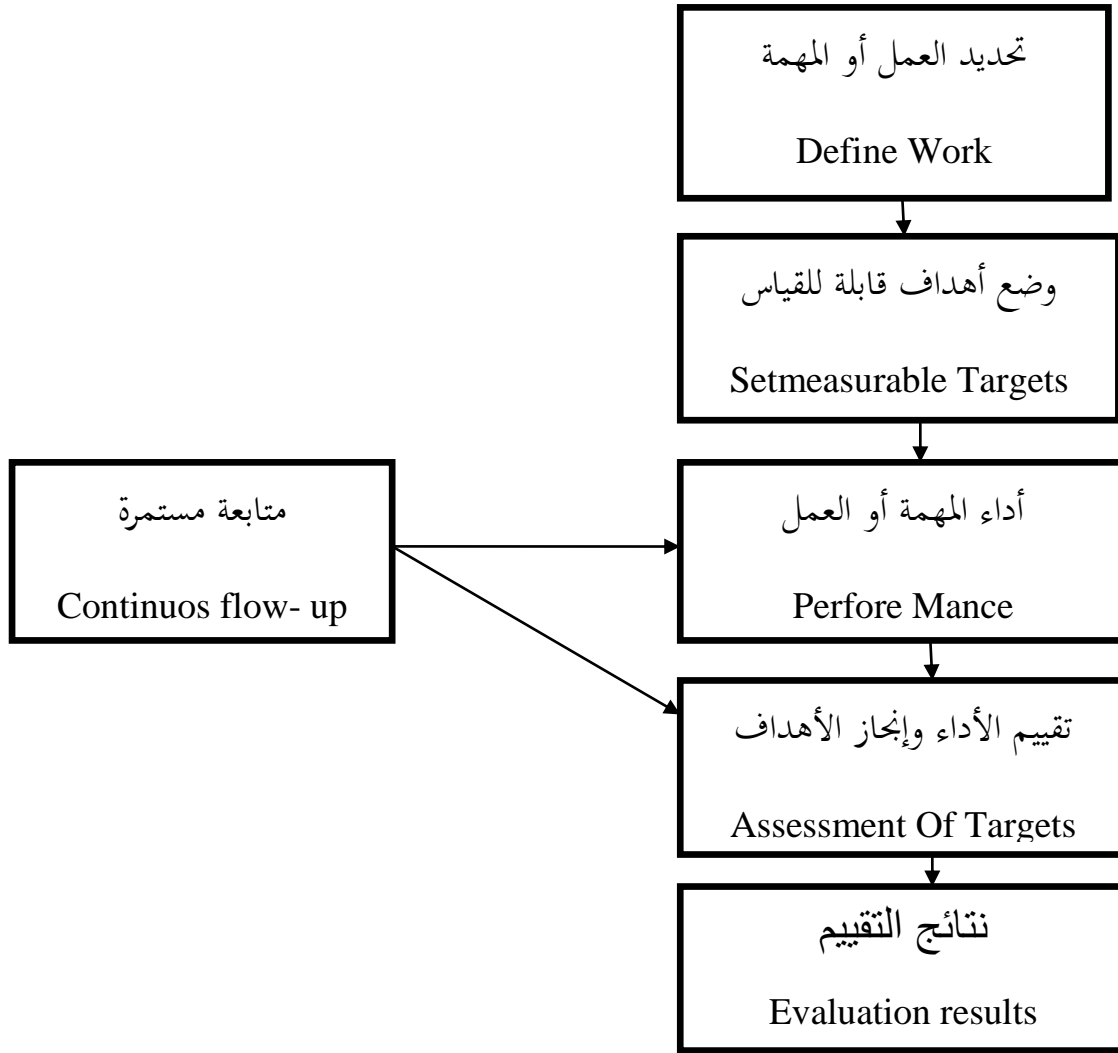 تحديد العمل أو المهمة
Define Work
وضع أهداف قابلة للقياس
Setmeasurable Targets
متابعة مستمرة
Continuos flow- up
أداء المهمة أو العمل
Perfore Mance
تقييم الأداء وإنجاز الأهداف
Assessment Of Targets
نتائج التقييم
Evaluation results